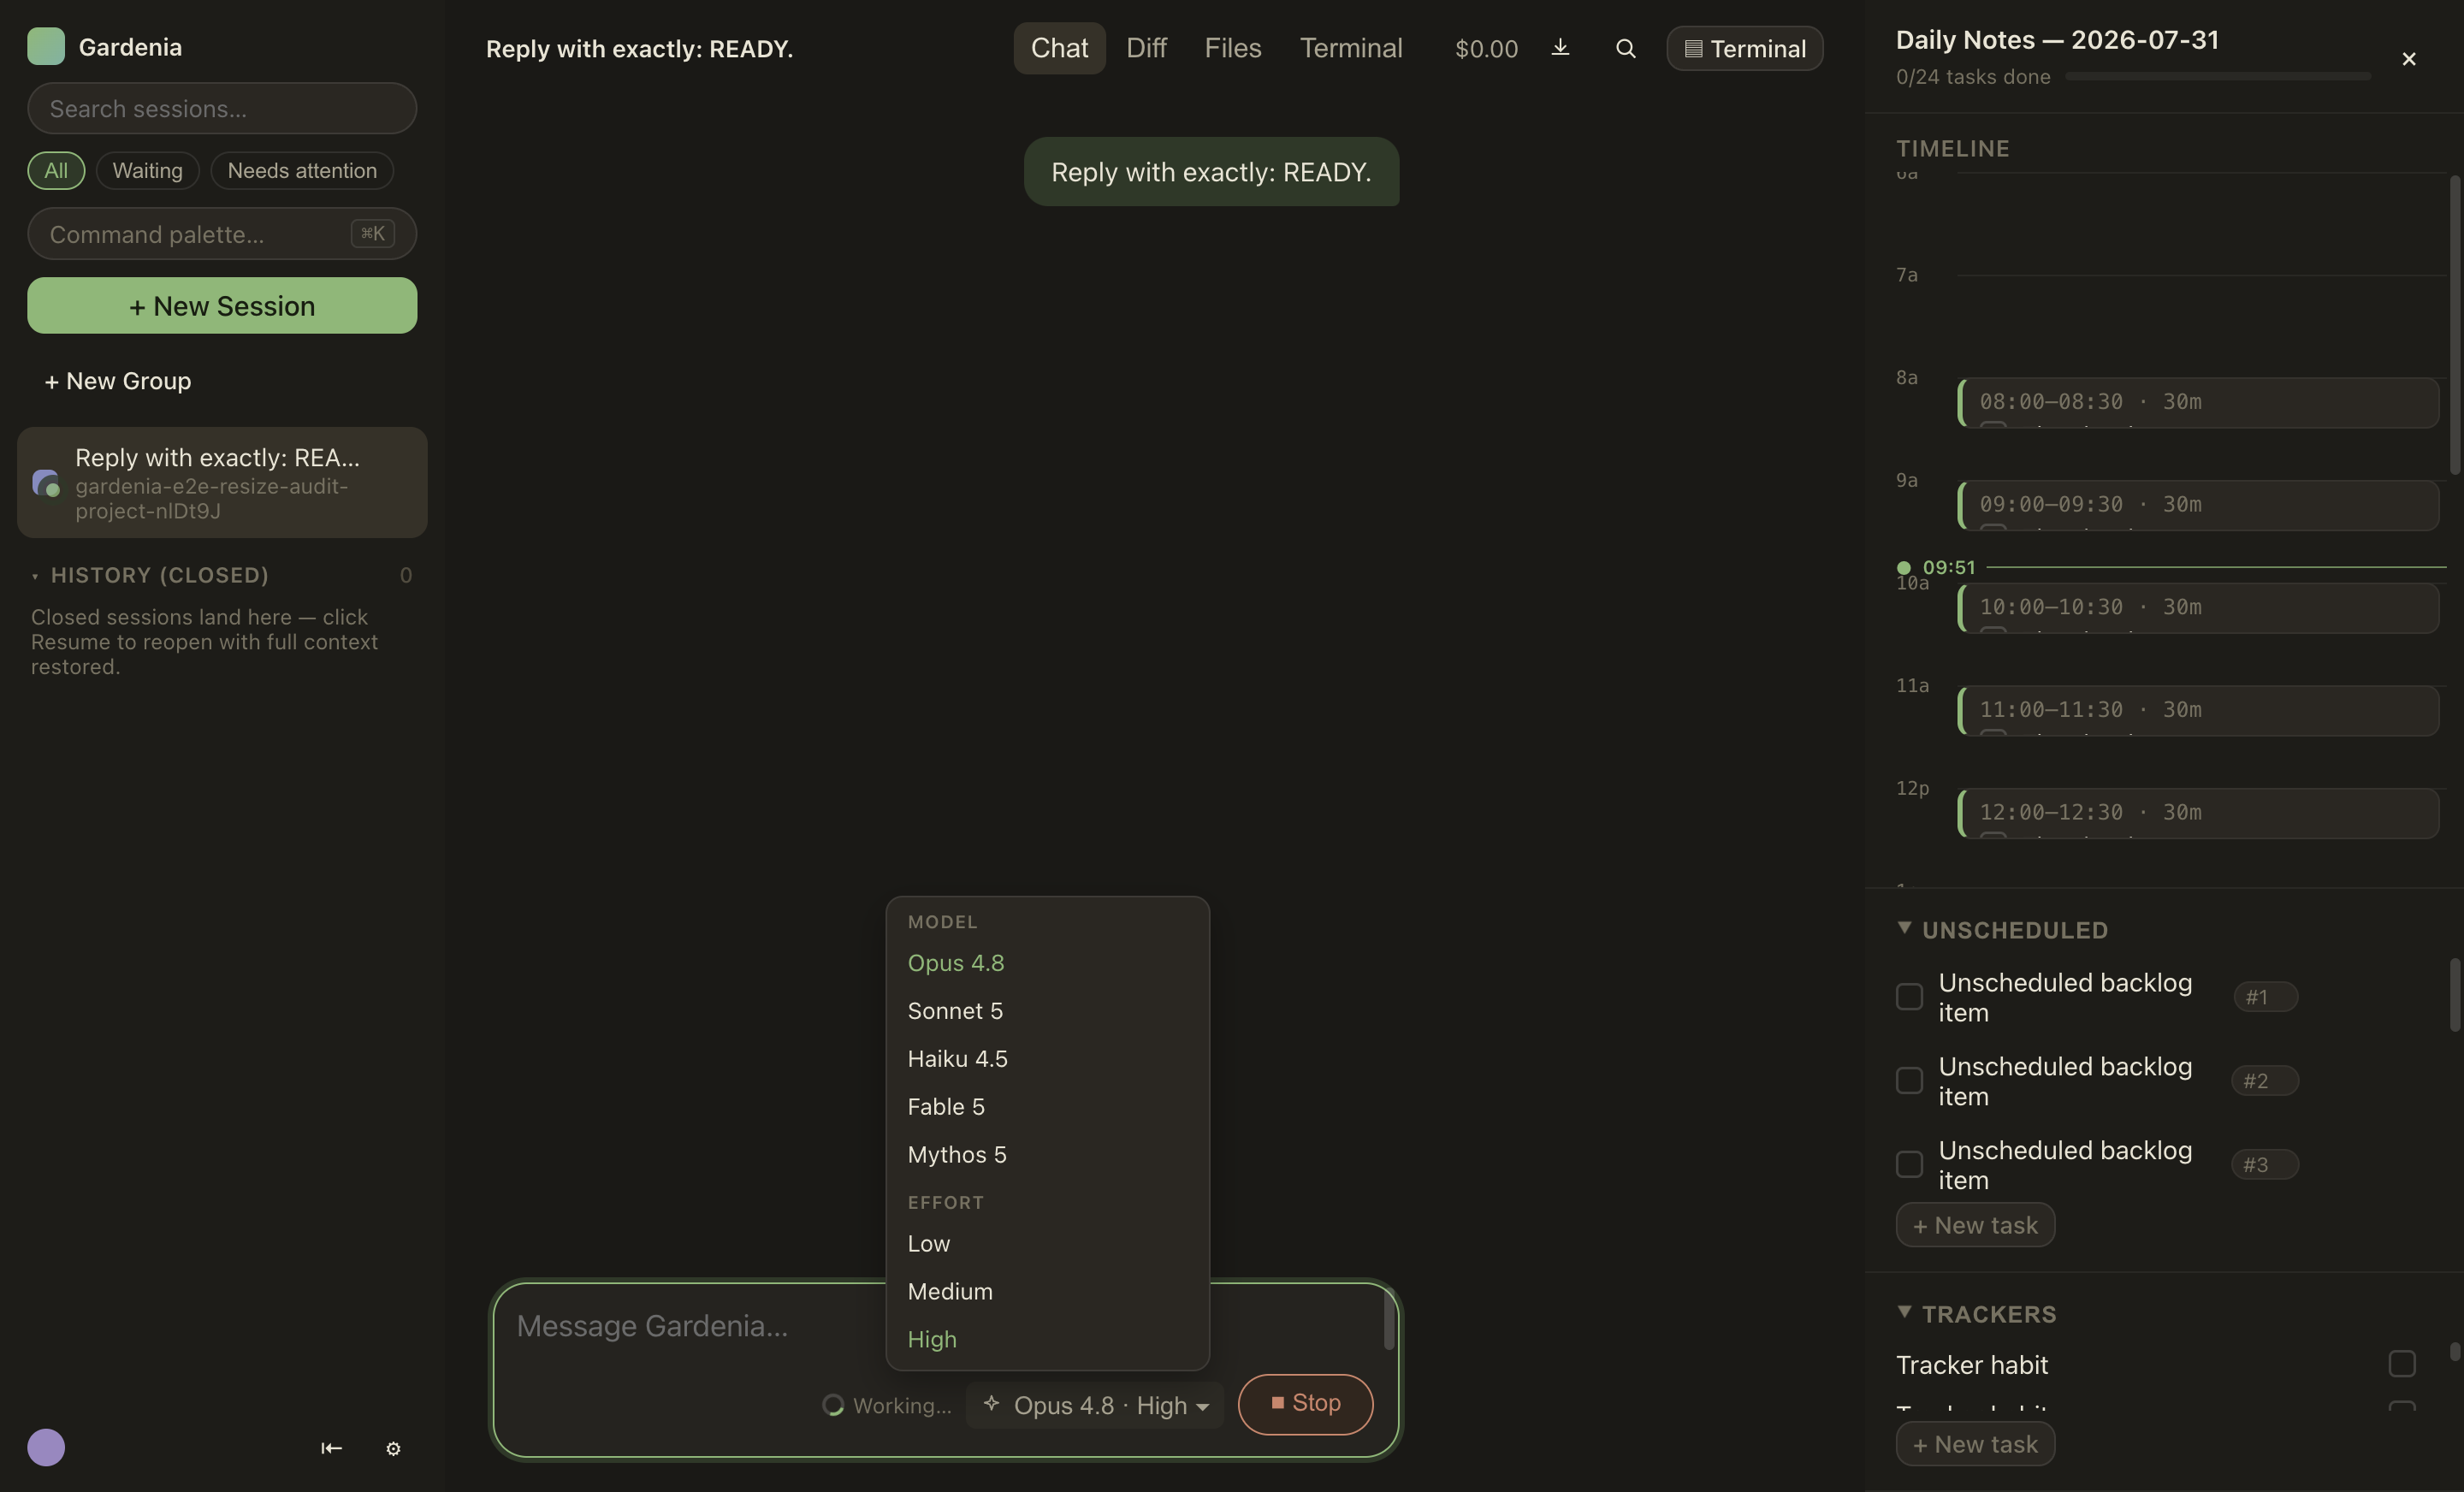 Gardenia
Search sessions...
All
Waiting
Needs attention
Command palette...
⌘K
+ New Session
+ New Group
Reply with exactly: REA...
gardenia-e2e-resize-audit-
project-nIDt9J
HISTORY (CLOSED)
0
Closed sessions land here — click
Resume to reopen with full context
restored.
Reply with exactly: READY.
Chat
Diff
Files
Terminal
$0.00
Terminal
Reply with exactly: READY.
MODEL
Opus 4.8
Sonnet 5
Haiku 4.5
Fable 5
Mythos 5
EFFORT
Low
Medium
High
Message Gardenia...
Working...
Opus 4.8 · High
Stop
Daily Notes — 2026-07-31
0/24 tasks done
TIMELINE
6a
7a
8a
08:00–08:30 · 30m
9a
09:00–09:30 · 30m
09:51
10a
10:00–10:30 · 30m
11a
11:00–11:30 · 30m
12p
12:00–12:30 · 30m
UNSCHEDULED
Unscheduled backlog
item
#1
Unscheduled backlog
item
#2
Unscheduled backlog
item
#3
+ New task
TRACKERS
Tracker habit
+ New task